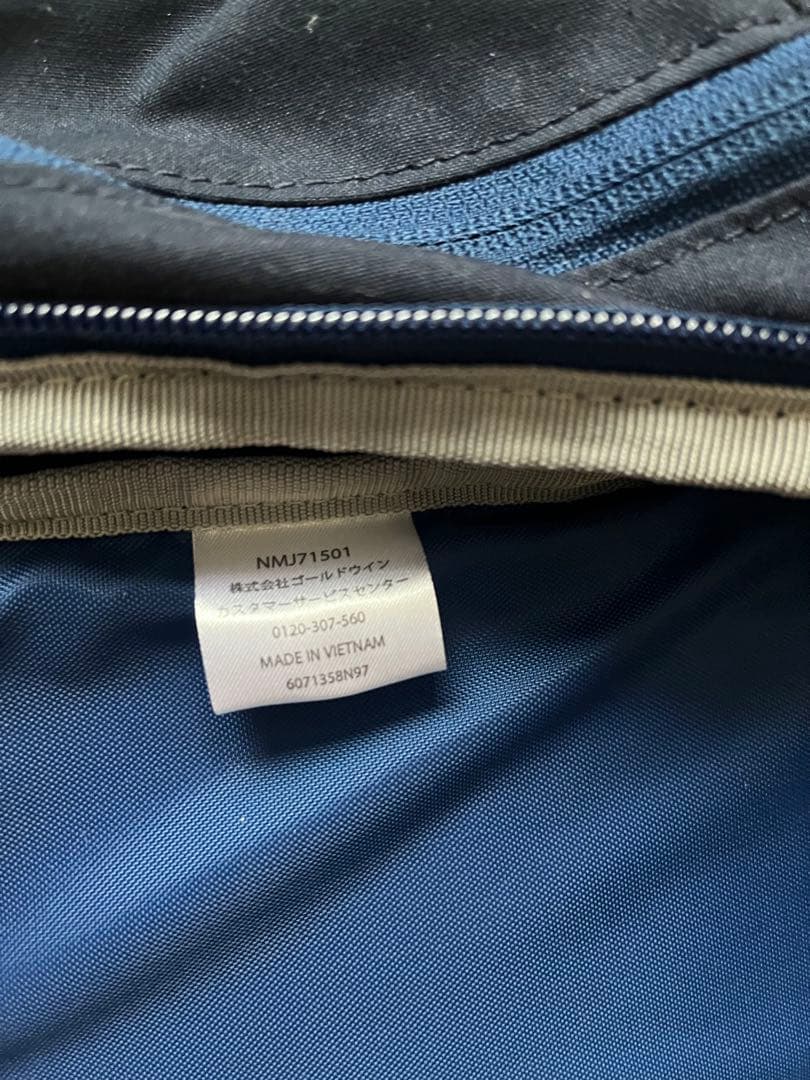 NMJ71501
株式会社ゴールドウイン
カスタマーサービスセンター
0120-307-560
MADE IN VIETNAM
6071358N97